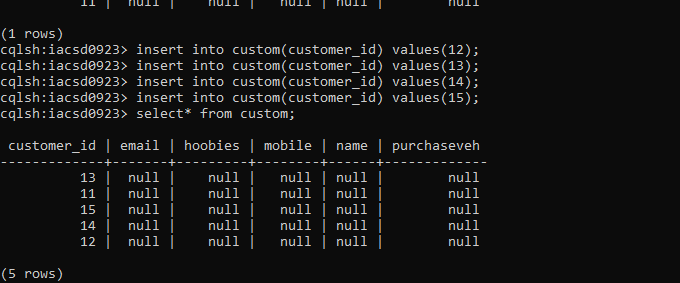 11 | null | null | null | null | null
(1 rows)
cqlsh:iacsd0923> insert into custom(customer_id) values(12);
cqlsh:iacsd0923> insert into custom(customer_id) values(13);
cqlsh:iacsd0923> insert into custom(customer_id) values(14);
cqlsh:iacsd0923> insert into custom(customer_id) values(15);
cqlsh:iacsd0923> select* from custom;
customer_id | email | hoobies | mobile | name | purchaseveh
-------------+-------+---------+--------+------+-------------
13 | null | null | null | null | null
11 | null | null | null | null | null
15 | null | null | null | null | null
14 | null | null | null | null | null
12 | null | null | null | null | null
(5 rows)